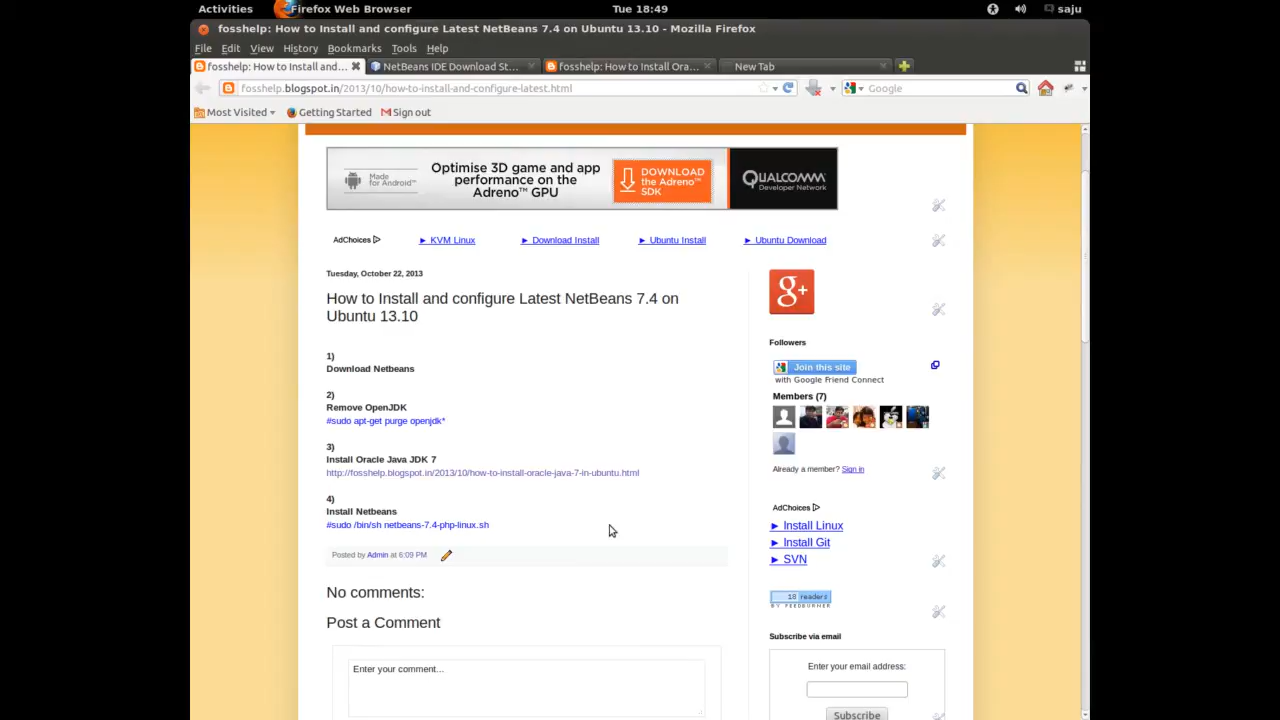 Activities
Firefox Web Browser
Tue 18:49
saju
fosshelp: How to Install and configure Latest NetBeans 7.4 on Ubuntu 13.10 - Mozilla Firefox
File Edit View History Bookmarks Tools Help
fosshelp: How to Install and...
NetBeans IDE Download St...
fosshelp: How to Install Ora...
New Tab
fosshelp.blogspot.in/2013/10/how-to-install-and-configure-latest.html
Google
Most Visited
Getting Started
Sign out
Made for Android™
Optimise 3D game and app
performance on the
Adreno™ GPU
DOWNLOAD
the Adreno™
SDK
QUALCOMM
Developer Network
AdChoices
► KVM Linux
► Download Install
► Ubuntu Install
► Ubuntu Download
Tuesday, October 22, 2013
How to Install and configure Latest NetBeans 7.4 on
Ubuntu 13.10
1)
Download Netbeans
2)
Remove OpenJDK
#sudo apt-get purge openjdk*
3)
Install Oracle Java JDK 7
http://fosshelp.blogspot.in/2013/10/how-to-install-oracle-java-7-in-ubuntu.html
4)
Install Netbeans
#sudo /bin/sh netbeans-7.4-php-linux.sh
Posted by Admin at 6:09 PM
No comments:
Post a Comment
Enter your comment...
g+
Followers
Join this site
with Google Friend Connect
Members (7)
Already a member? Sign in
AdChoices
► Install Linux
► Install Git
► SVN
18 readers
BY FEEDBURNER
Subscribe via email
Enter your email address:
Subscribe